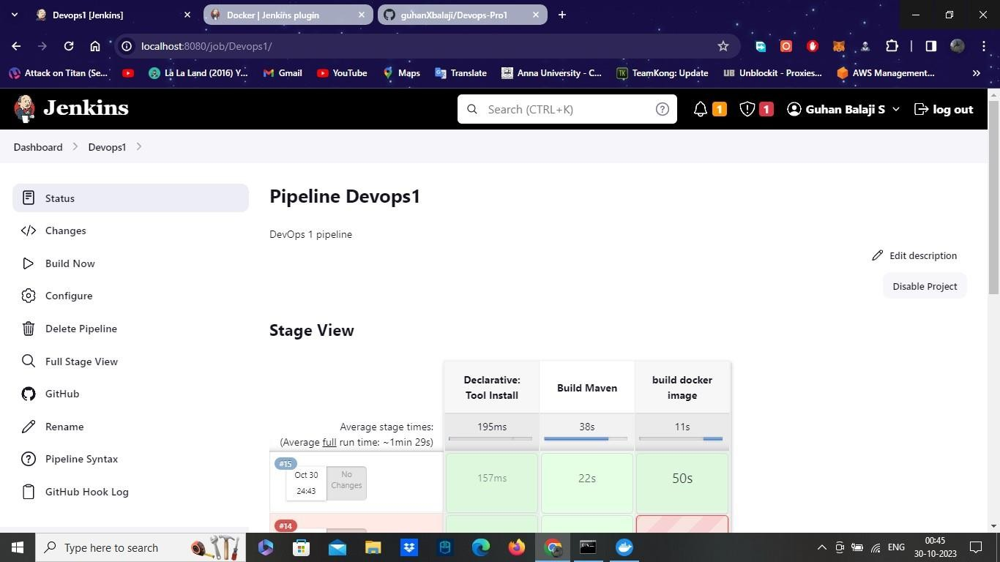 Devops1 [Jenkins]
Docker | Jenkins plugin
guhanXbalaji/Devops-Pro1
localhost:8080/job/Devops1/
Attack on Titan (Se...
La La Land (2016) Y...
Gmail
YouTube
Maps
Translate
Anna University - C...
TK
TeamKong: Update
UB
Unblockit - Proxies...
AWS Management...
Jenkins
Search (CTRL+K)
1
1
Guhan Balaji S
log out
Dashboard
Devops1
Status
Changes
Build Now
Configure
Delete Pipeline
Full Stage View
GitHub
Rename
Pipeline Syntax
GitHub Hook Log
Pipeline Devops1
DevOps 1 pipeline
Edit description
Disable Project
Stage View
Declarative:
Tool Install
Build Maven
build docker
image
Average stage times:
(Average full run time: ~1min 29s)
195ms
38s
11s
#15
Oct 30
24:43
No
Changes
157ms
22s
50s
#14
Type here to search
ENG
00:45
30-10-2023